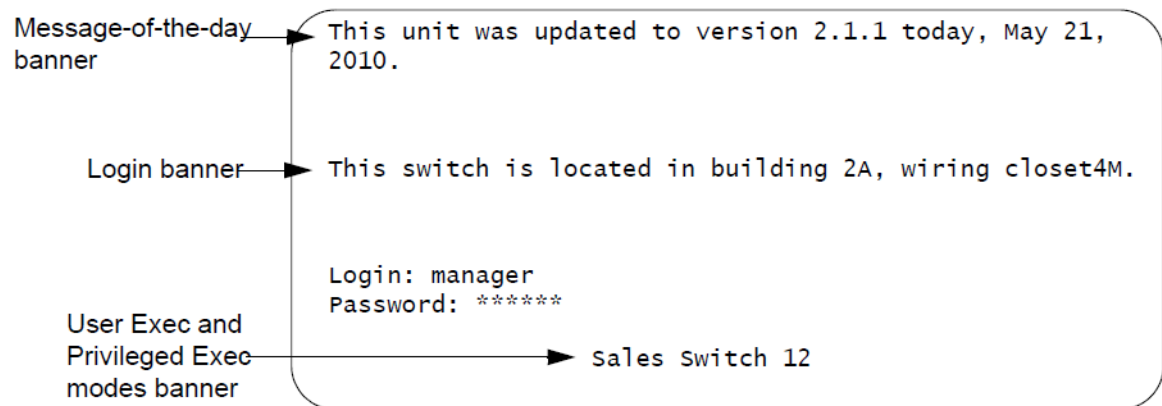 Message-of-the-day
banner
This unit was updated to version 2.1.1 today, May 21,
2010.
Login banner
This switch is located in building 2A, wiring closet4M.
Login: manager
Password: ******
User Exec and
Privileged Exec
modes banner
Sales Switch 12